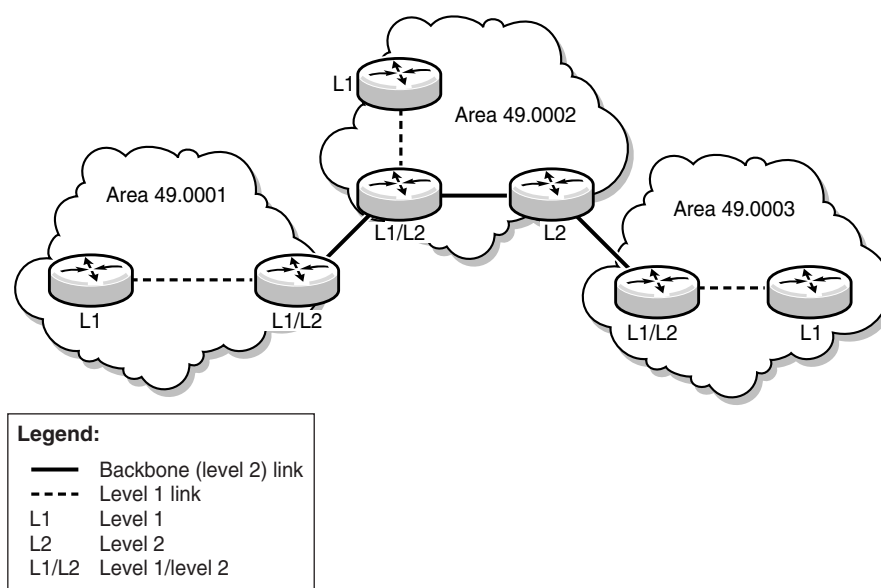 L1
Area 49.0002
Area 49.0001
L1/L2
L2
Area 49.0003
L1
L1/L2
L1/L2
L1
Legend:
Backbone (level 2) link
Level 1 link
L1 Level 1
L2 Level 2
L1/L2 Level 1/level 2